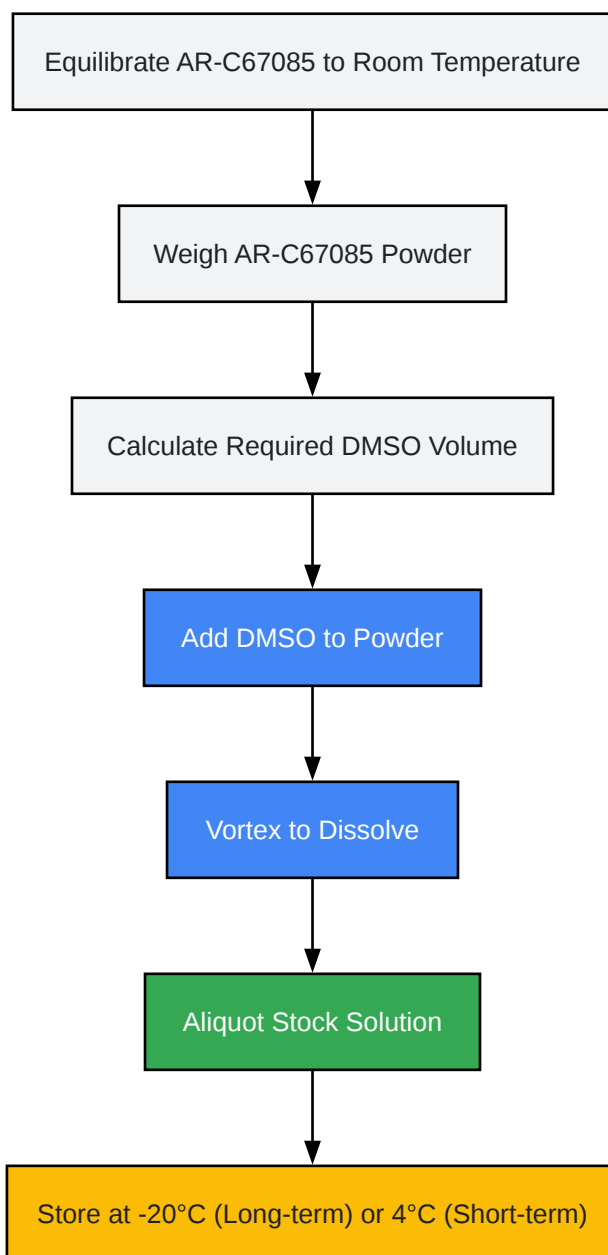 Equilibrate AR-C67085 to Room Temperature
Weigh AR-C67085 Powder
Calculate Required DMSO Volume
Add DMSO to Powder
Vortex to Dissolve
Aliquot Stock Solution
Store at -20°C (Long-term) or 4°C (Short-term)